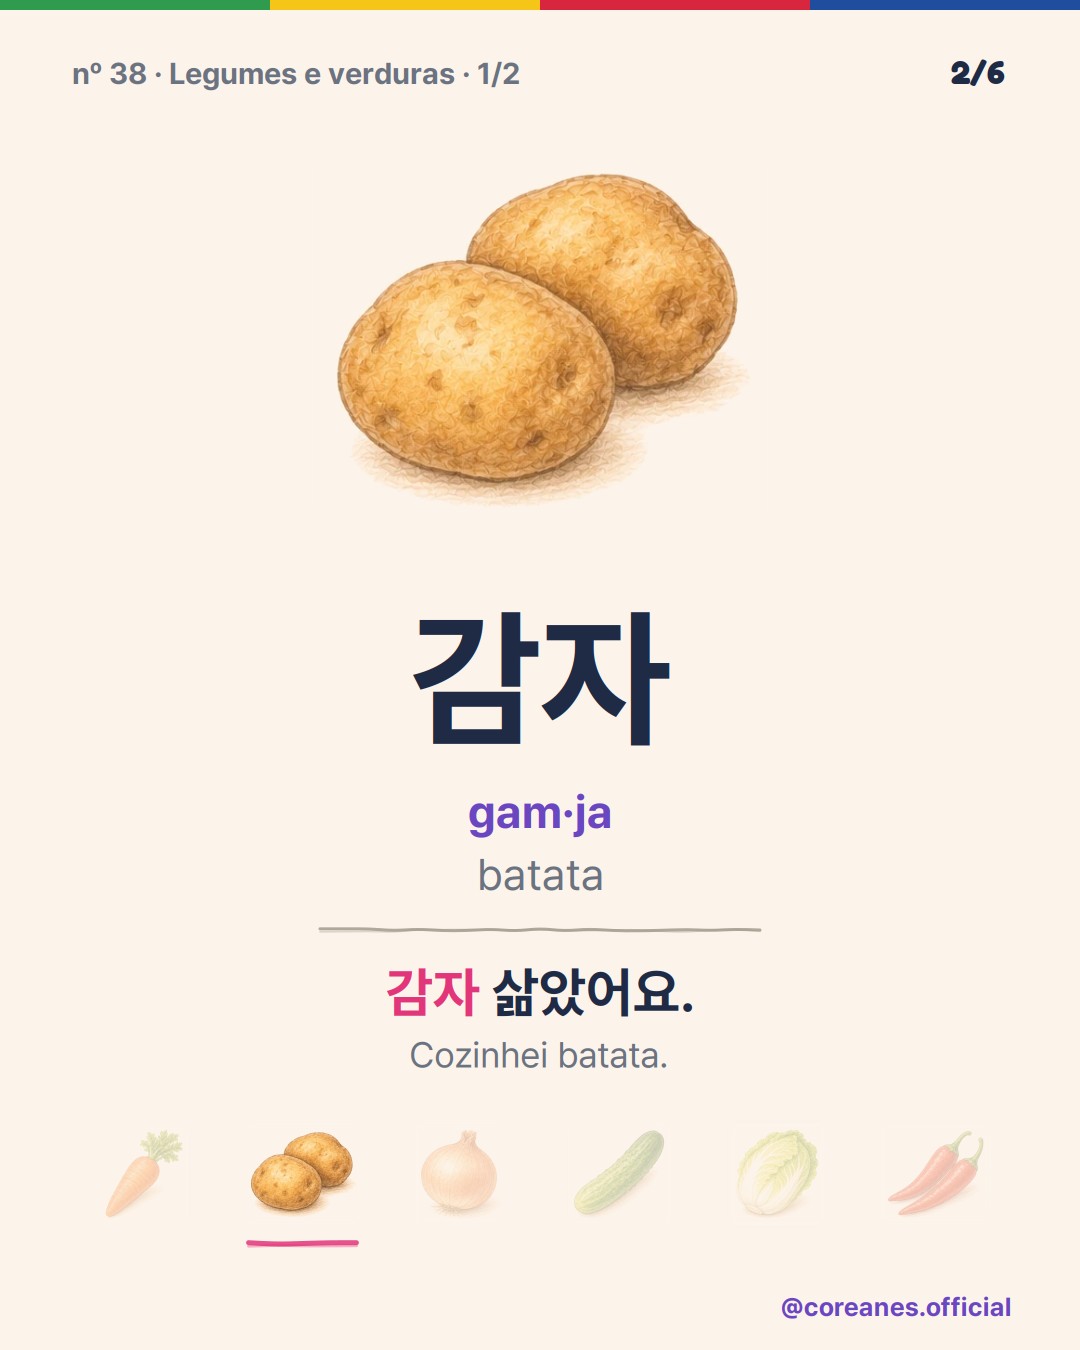 nº 38 · Legumes e verduras · 1/2
2/6
감자
gam·ja
batata
감자 삶았어요.
Cozinhei batata.
@coreanes.official